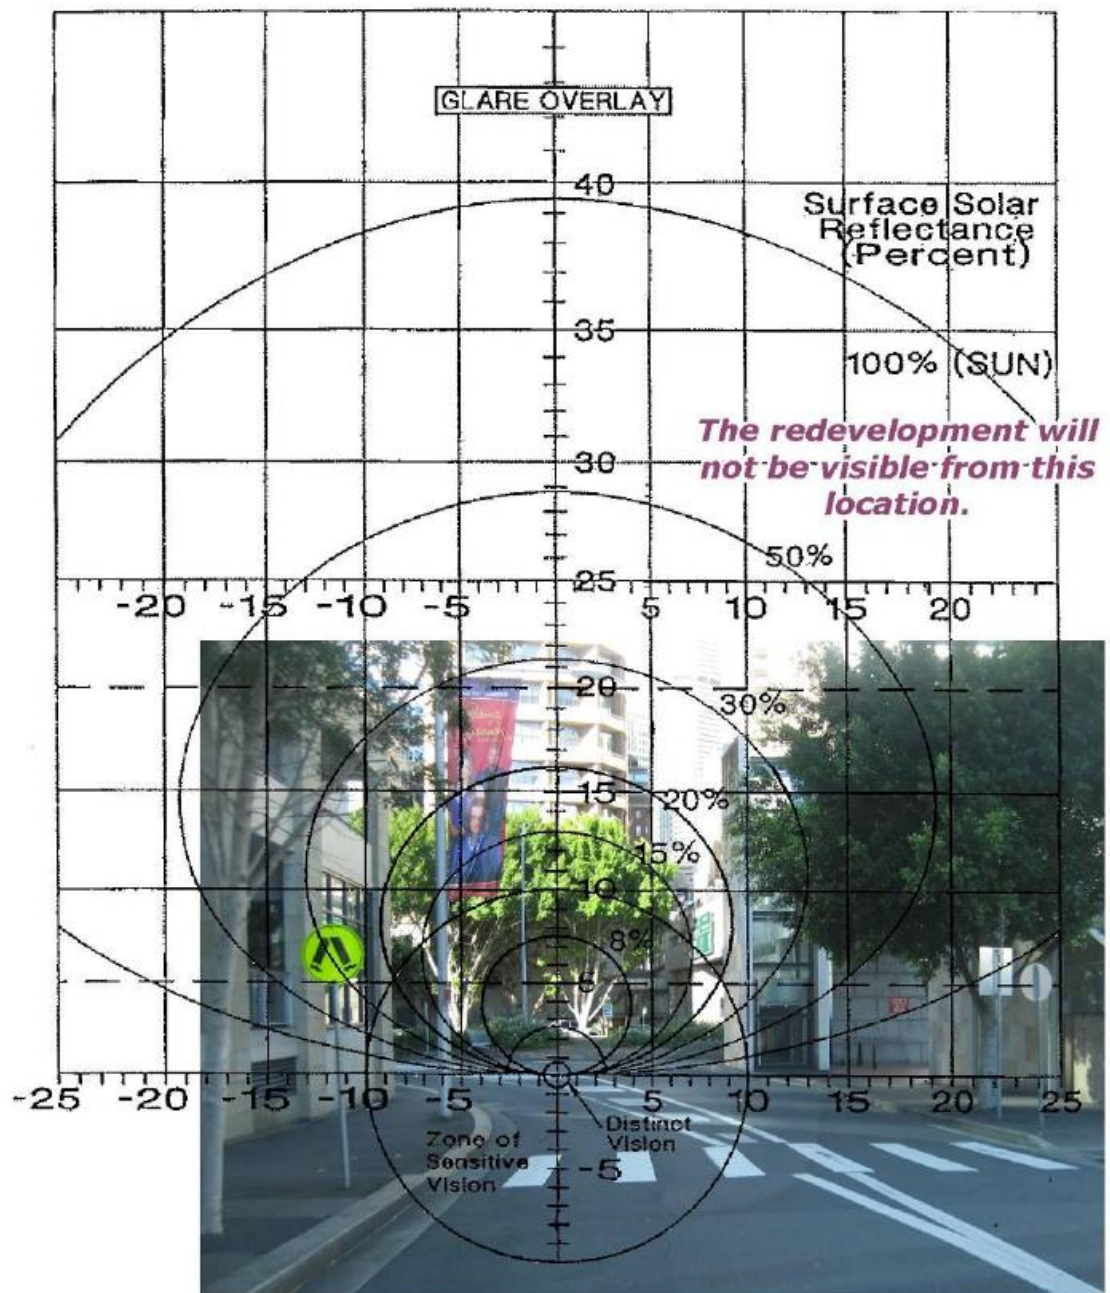 GLARE OVERLAY
40
Surface Solar
Reflectance
(Percent)
35
100% (SUN)
The redevelopment will
not be visible from this
location.
30
50%
25
-20 -15 -10 -5 5 10 15 20
20
30%
15
20%
15%
10
8%
5
-25 -20 -15 -10 -5 5 10 15 20 25
Distinct
Vision
Zone of
Sensitive
Vision
-5